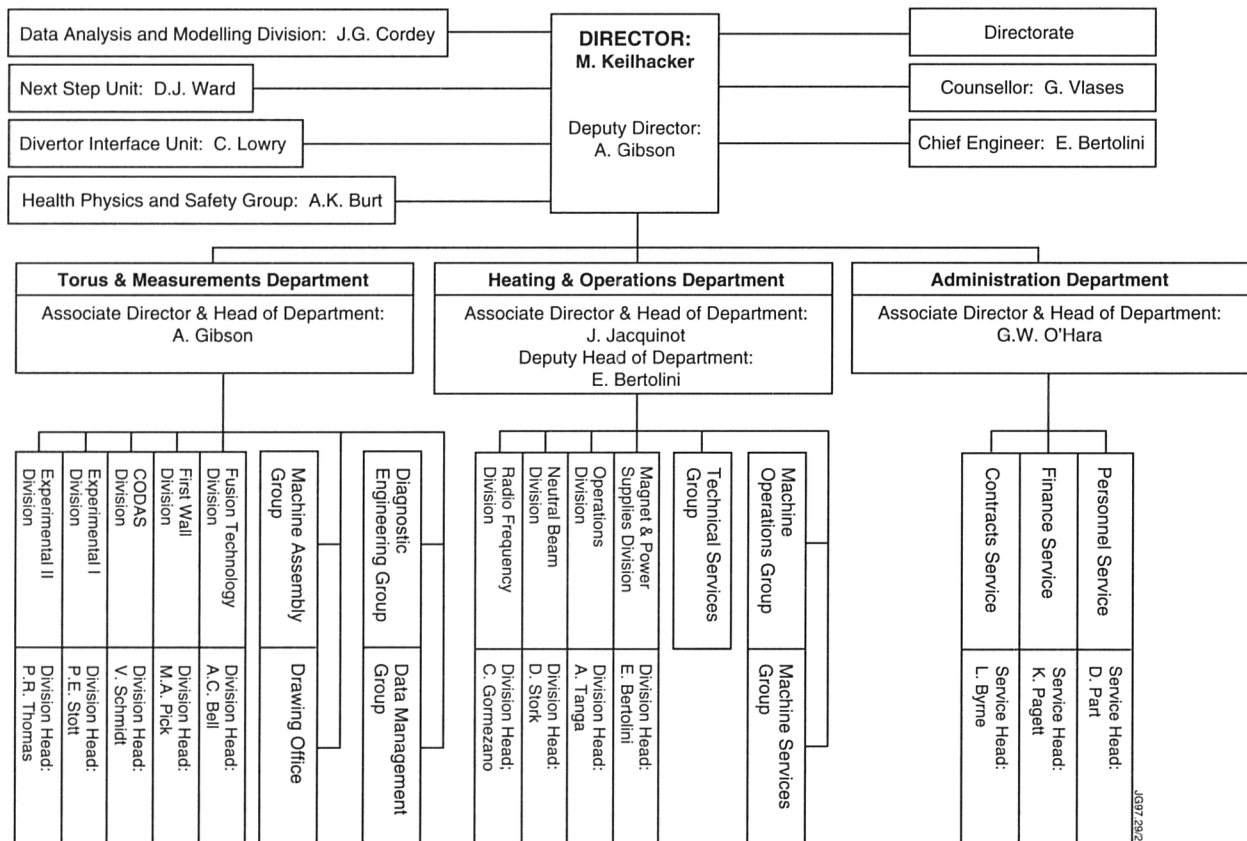 Data Analysis and Modelling Division: J.G. Cordey
Next Step Unit: D.J. Ward
Divertor Interface Unit: C. Lowry
Health Physics and Safety Group: A.K. Burt
DIRECTOR:
M. Keilhacker
Deputy Director:
A. Gibson
Directorate
Counsellor: G. Vlases
Chief Engineer: E. Bertolini
Torus & Measurements Department
Associate Director & Head of Department:
A. Gibson
Heating & Operations Department
Associate Director & Head of Department:
J. Jacquinot
Deputy Head of Department:
E. Bertolini
Administration Department
Associate Director & Head of Department:
G.W. O'Hara
Experimental II
Division
Division Head:
P.R. Thomas
Experimental I
Division
Division Head:
P.E. Stott
CODAS
Division
Division Head:
V. Schmidt
First Wall
Division
Division Head:
M.A. Pick
Fusion Technology
Division
Division Head:
A.C. Bell
Machine Assembly
Group
Drawing Office
Diagnostic
Engineering Group
Data Management
Group
Radio Frequency
Division
Division Head;
C. Gormezano
Neutral Beam
Division
Division Head:
D. Stork
Operations
Division
Division Head:
A. Tanga
Magnet & Power
Supplies Division
Division Head:
E. Bertolini
Technical Services
Group
Machine
Operations Group
Machine Services
Group
Contracts Service
Service Head:
L. Byrne
Finance Service
Service Head:
K. Pagett
Personnel Service
Service Head:
D. Part
JG97.29/2